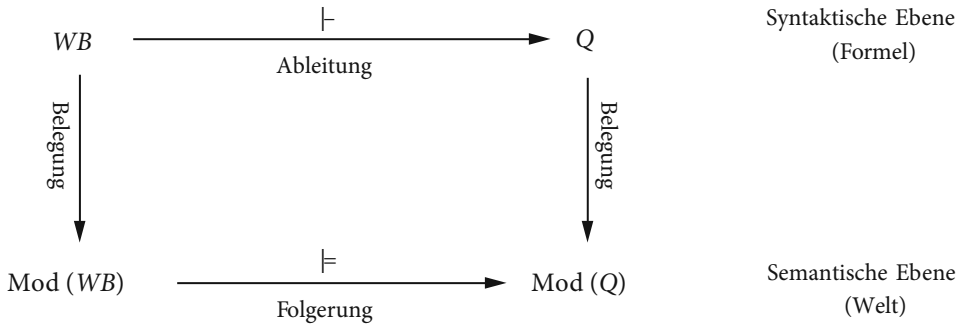 |– Syntaktische Ebene
WB Q (Formel)
Ableitung
Belegung Belegung
|= Semantische Ebene
Mod (WB) Mod (Q) (Welt)
Folgerung